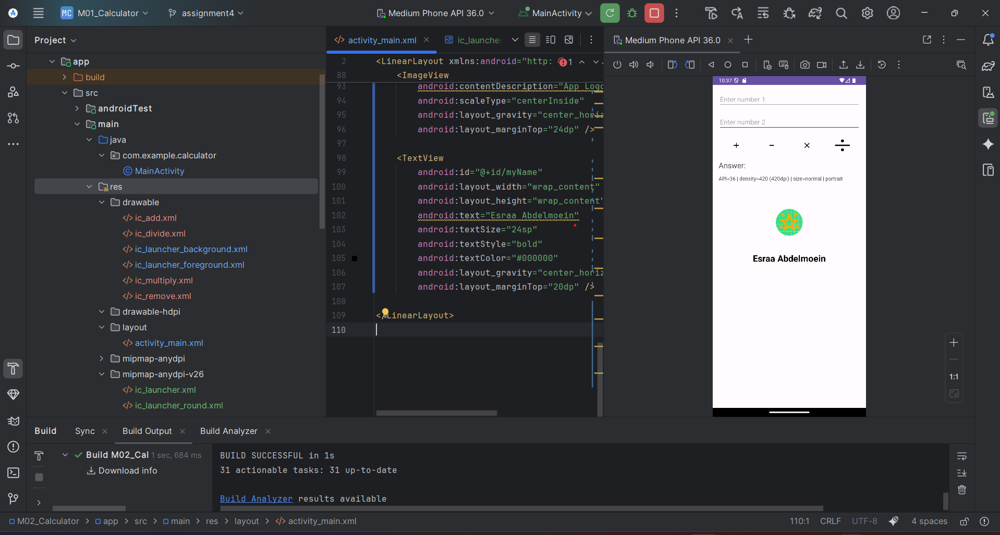 MC M01_Calculator
assignment4
Medium Phone API 36.0
MainActivity
Project
app
build
src
androidTest
main
java
com.example.calculator
MainActivity
res
drawable
ic_add.xml
ic_divide.xml
ic_launcher_background.xml
ic_launcher_foreground.xml
ic_multiply.xml
ic_remove.xml
drawable-hdpi
layout
activity_main.xml
mipmap-anydpi
mipmap-anydpi-v26
ic_launcher.xml
ic_launcher_round.xml
activity_main.xml
ic_launche
2 <LinearLayout xmlns:android="http: 1
88 <ImageView
93 android:contentDescription="App Logo
94 android:scaleType="centerInside"
95 android:layout_gravity="center_horiz
96 android:layout_marginTop="24dp" />
97
98 <TextView
99 android:id="@+id/myName"
100 android:layout_width="wrap_content"
101 android:layout_height="wrap_content"
102 android:text="Esraa Abdelmoein"
103 android:textSize="24sp"
104 android:textStyle="bold"
105 android:textColor="#000000"
106 android:layout_gravity="center_horiz
107 android:layout_marginTop="20dp" />
108
109 </LinearLayout>
110
Medium Phone API 36.0
10:37
Enter number 1
Enter number 2
+ − × ÷
Answer:
API=36 | density=420 (420dpi) | size=normal | portrait
Esraa Abdelmoein
1:1
Build
Sync
Build Output
Build Analyzer
Build M02_Cal 1 sec, 684 ms
Download info
BUILD SUCCESSFUL in 1s
31 actionable tasks: 31 up-to-date
Build Analyzer results available
M02_Calculator > app > src > main > res > layout > activity_main.xml
110:1 CRLF UTF-8 4 spaces